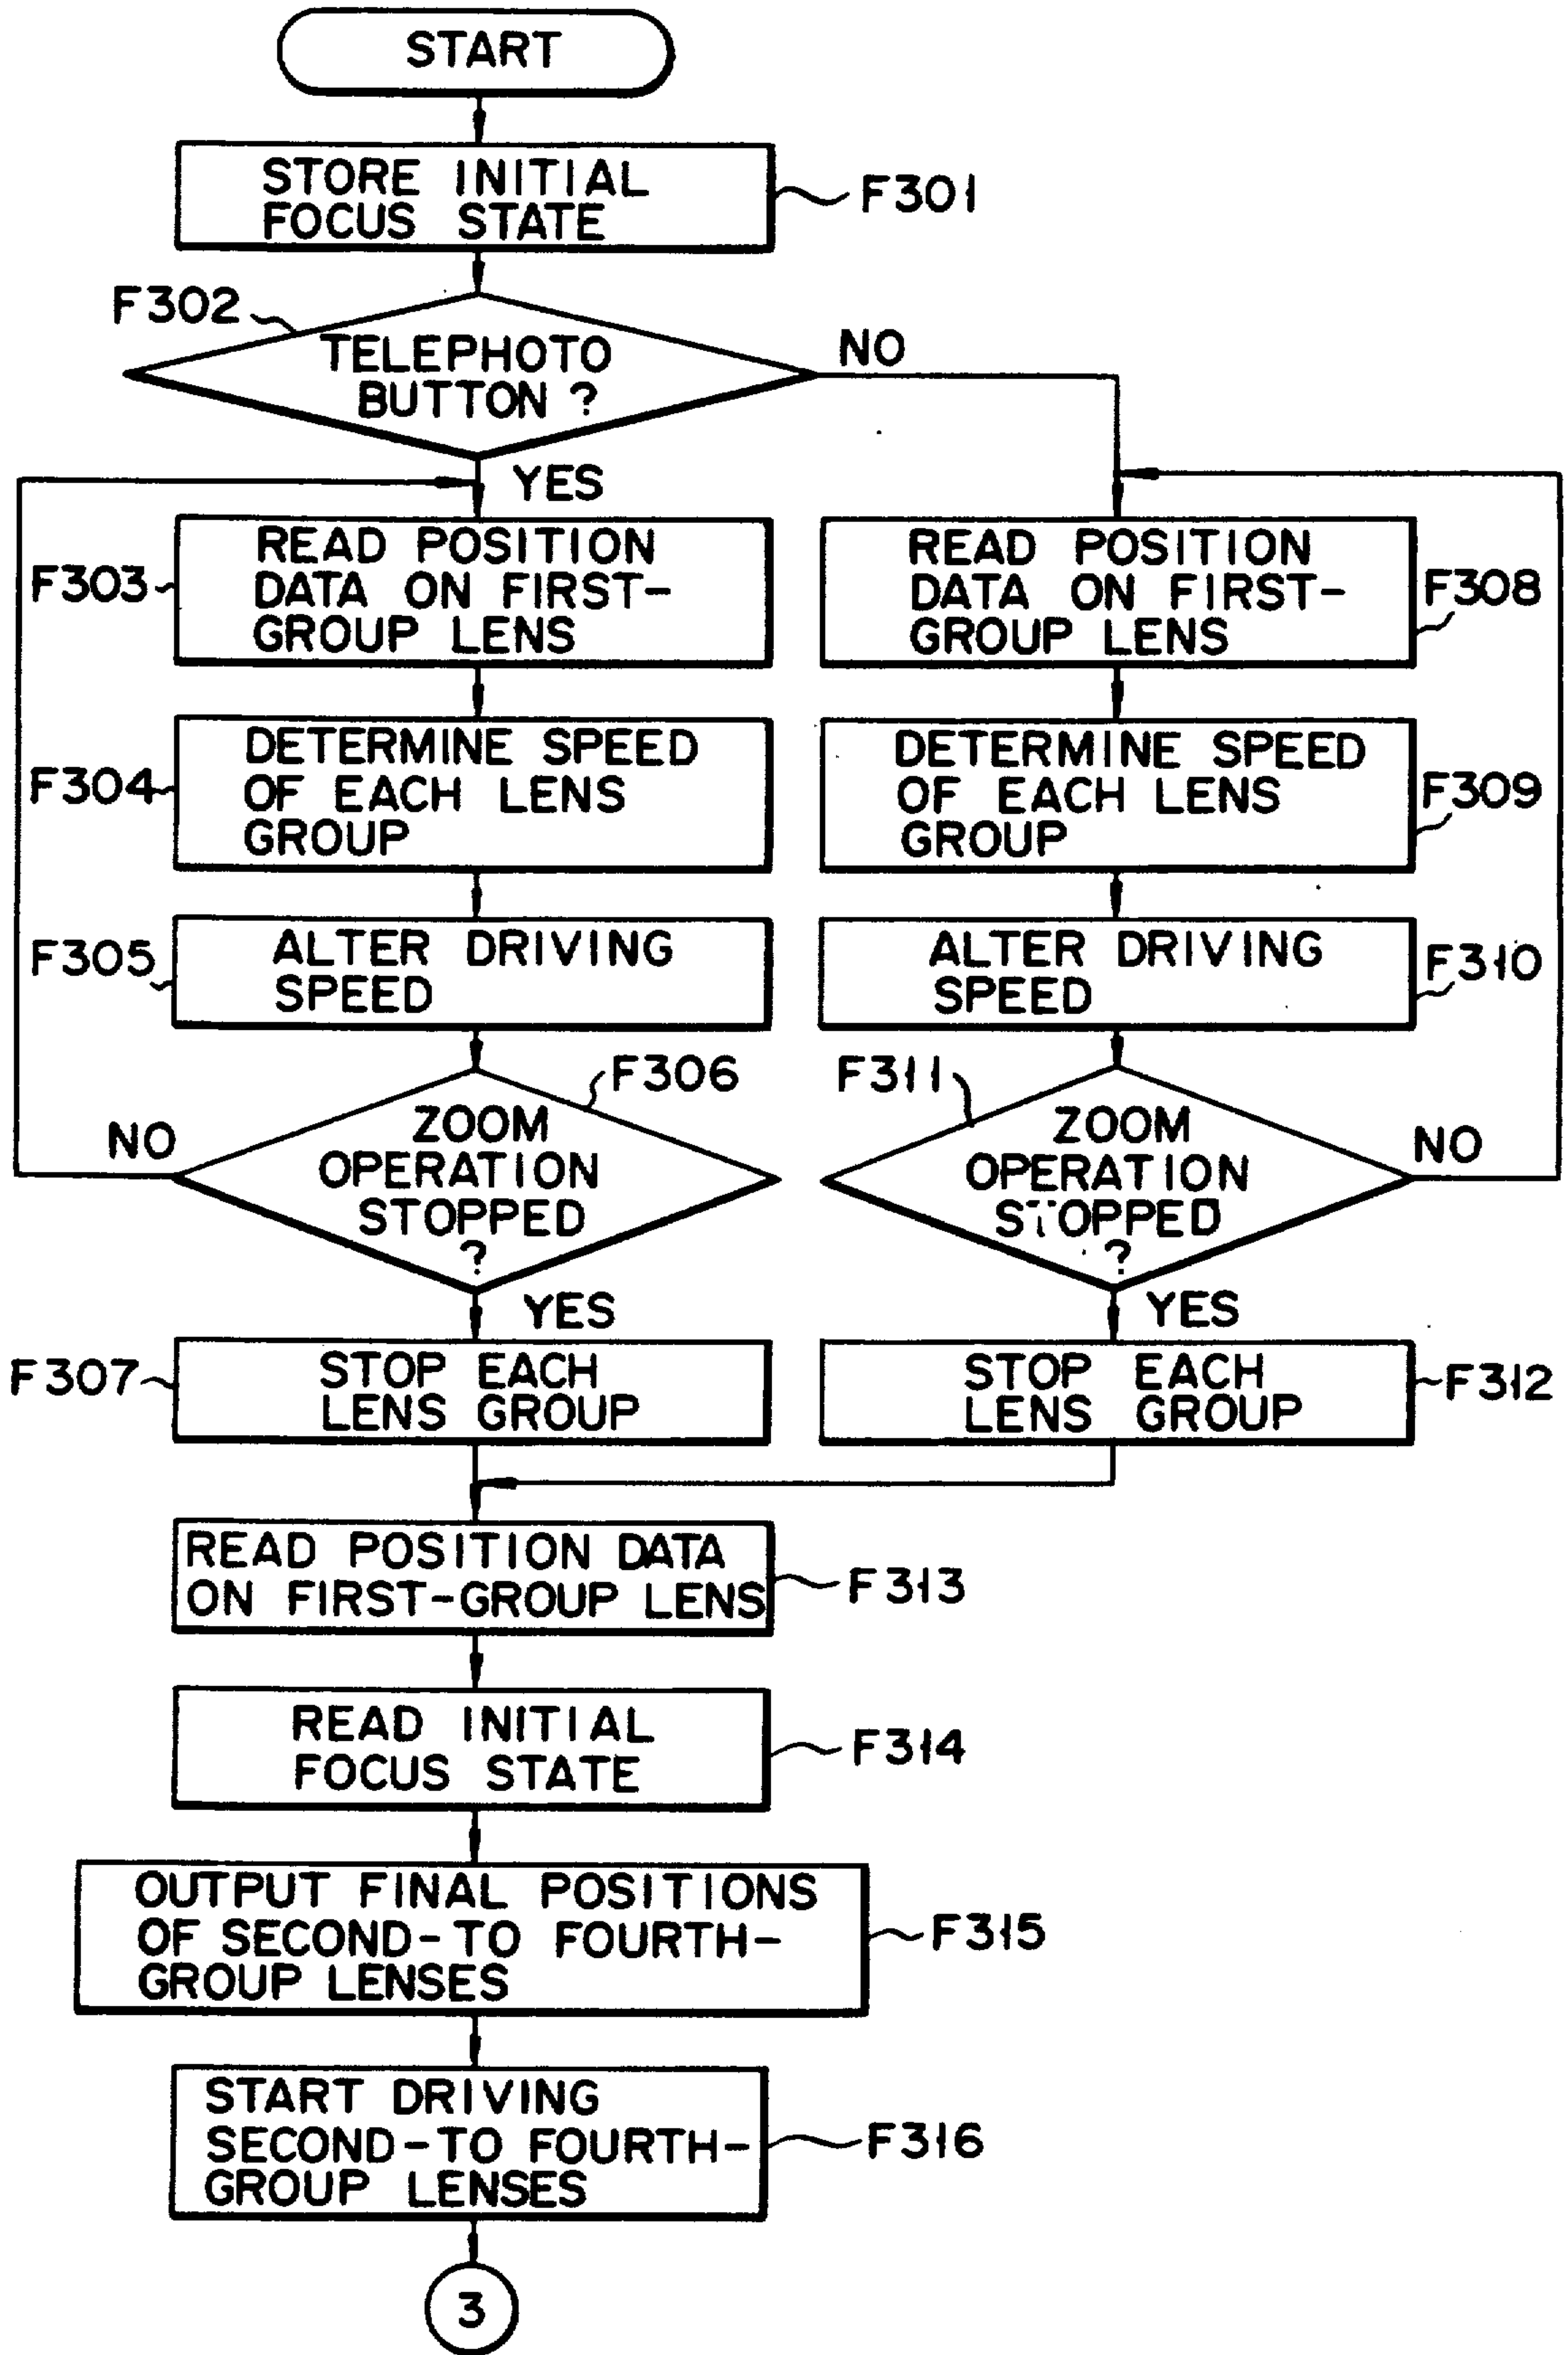 START
STORE INITIAL
FOCUS STATE
F301
F302
TELEPHOTO
BUTTON ?
NO
YES
READ POSITION
DATA ON FIRST-
GROUP LENS
F303
READ POSITION
DATA ON FIRST-
GROUP LENS
F308
DETERMINE SPEED
OF EACH LENS
GROUP
F304
DETERMINE SPEED
OF EACH LENS
GROUP
F309
ALTER DRIVING
SPEED
F305
ALTER DRIVING
SPEED
F310
F306
ZOOM
OPERATION
STOPPED
?
NO
YES
F311
ZOOM
OPERATION
STOPPED
?
NO
YES
F307
STOP EACH
LENS GROUP
STOP EACH
LENS GROUP
F312
READ POSITION DATA
ON FIRST-GROUP LENS
F313
READ INITIAL
FOCUS STATE
F314
OUTPUT FINAL POSITIONS
OF SECOND-TO FOURTH-
GROUP LENSES
F315
START DRIVING
SECOND-TO FOURTH-
GROUP LENSES
F316
3